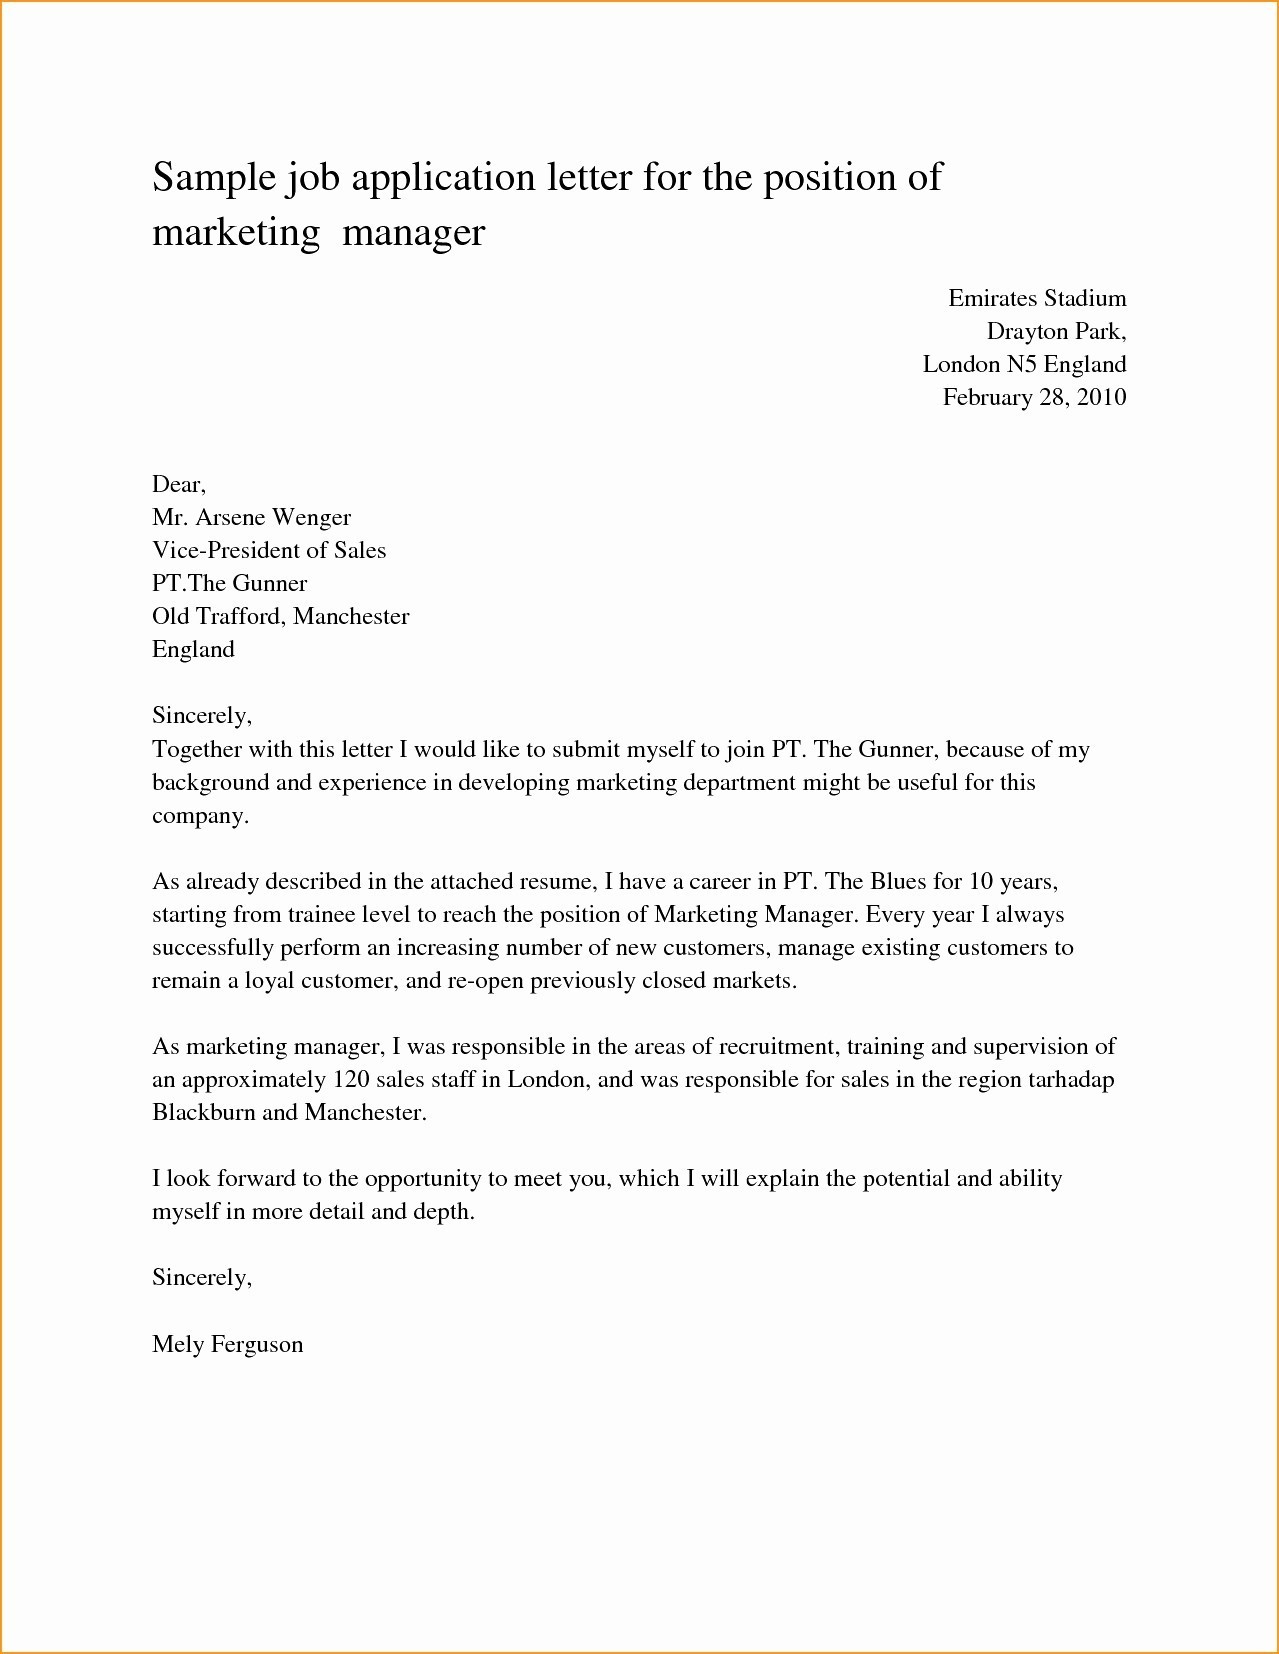 Sample job application letter for the position of
marketing  manager
Emirates Stadium
Drayton Park,
London N5 England
February 28, 2010
Dear,
Mr. Arsene Wenger
Vice-President of Sales
PT.The Gunner
Old Trafford, Manchester
England
Sincerely,
Together with this letter I would like to submit myself to join PT. The Gunner, because of my
background and experience in developing marketing department might be useful for this
company.
As already described in the attached resume, I have a career in PT. The Blues for 10 years,
starting from trainee level to reach the position of Marketing Manager. Every year I always
successfully perform an increasing number of new customers, manage existing customers to
remain a loyal customer, and re-open previously closed markets.
As marketing manager, I was responsible in the areas of recruitment, training and supervision of
an approximately 120 sales staff in London, and was responsible for sales in the region tarhadap
Blackburn and Manchester.
I look forward to the opportunity to meet you, which I will explain the potential and ability
myself in more detail and depth.
Sincerely,
Mely Ferguson